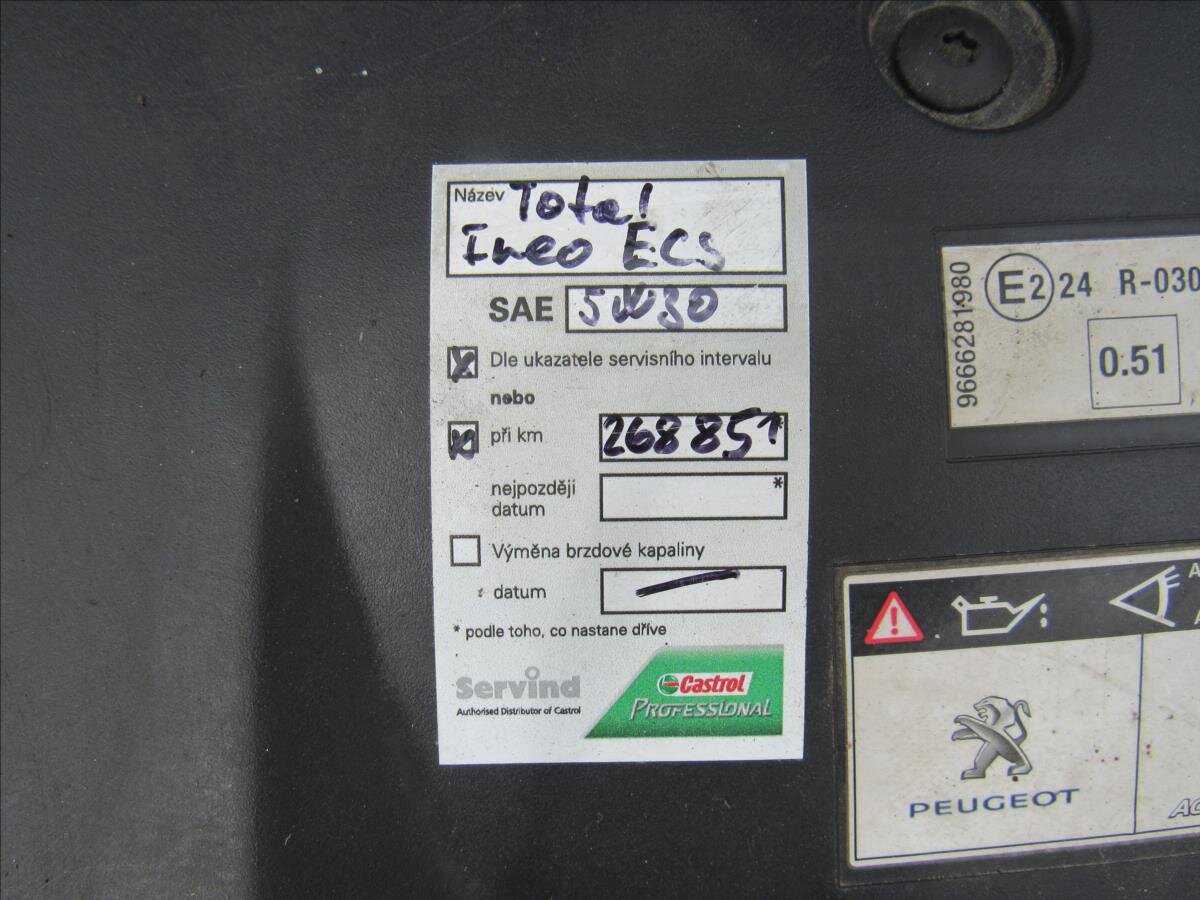 Název Total
Ineo ECS
SAE 5W30
Dle ukazatele servisního intervalu
nebo
při km 268851*
nejpozději
datum *
Výměna brzdové kapaliny
datum
* podle toho, co nastane dříve
Servind
Authorised Distributor of Castrol
Castrol
PROFESSIONAL
9666281980
E2 24 R-030
0.51
PEUGEOT